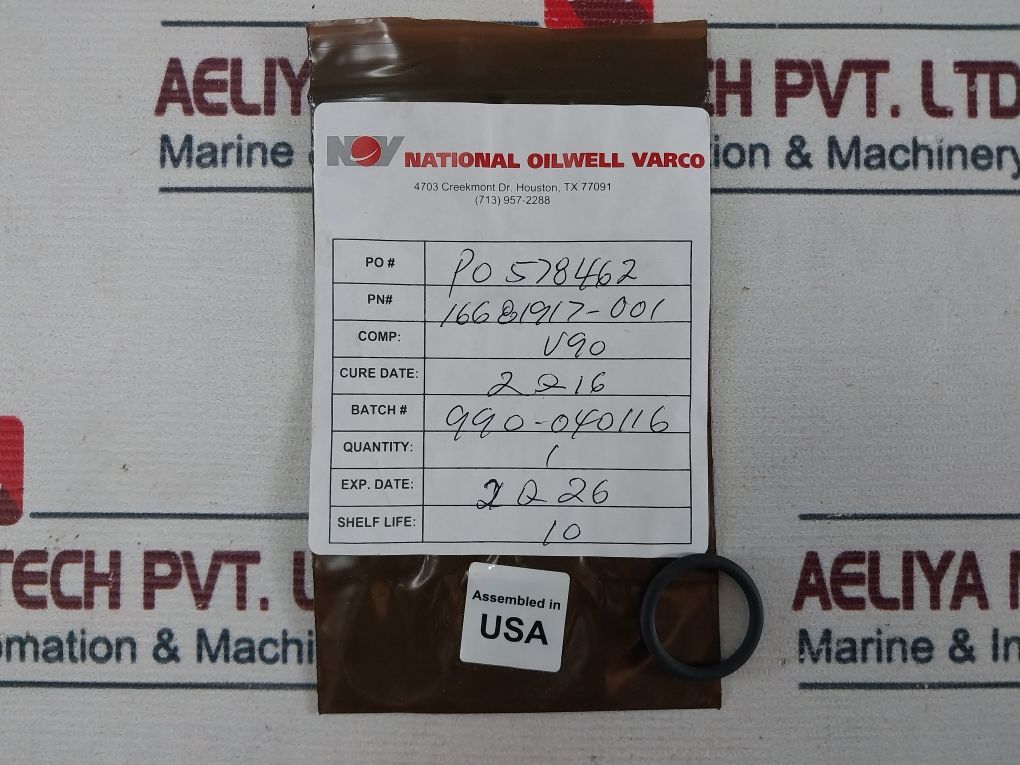 AELIYA
TECH PVT. LTD
Marine &
tion & Machinery
NOV NATIONAL OILWELL VARCO
4703 Creekmont Dr. Houston, TX 77091
(713) 957-2288
PO # PO 578462
PN# 16681917-001
COMP: V90
CURE DATE: 2Q16
BATCH # 990-040116
QUANTITY: 1
EXP. DATE: 2Q26
SHELF LIFE: 10
Assembled in
USA
TECH PVT. L
omation & Machi
AELIYA M
Marine & In